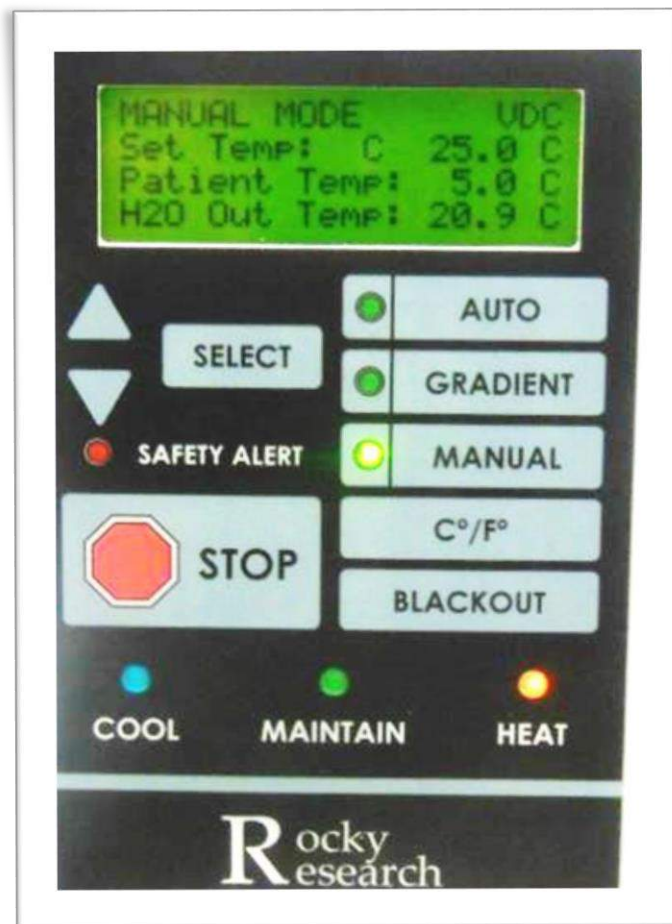 MANUAL MODE VDC
Set Temp: C 25.0 C
Patient Temp: 5.0 C
H2O Out Temp: 20.9 C
AUTO
SELECT
GRADIENT
SAFETY ALERT
MANUAL
STOP
C°/F°
BLACKOUT
COOL
MAINTAIN
HEAT
Rocky
Research